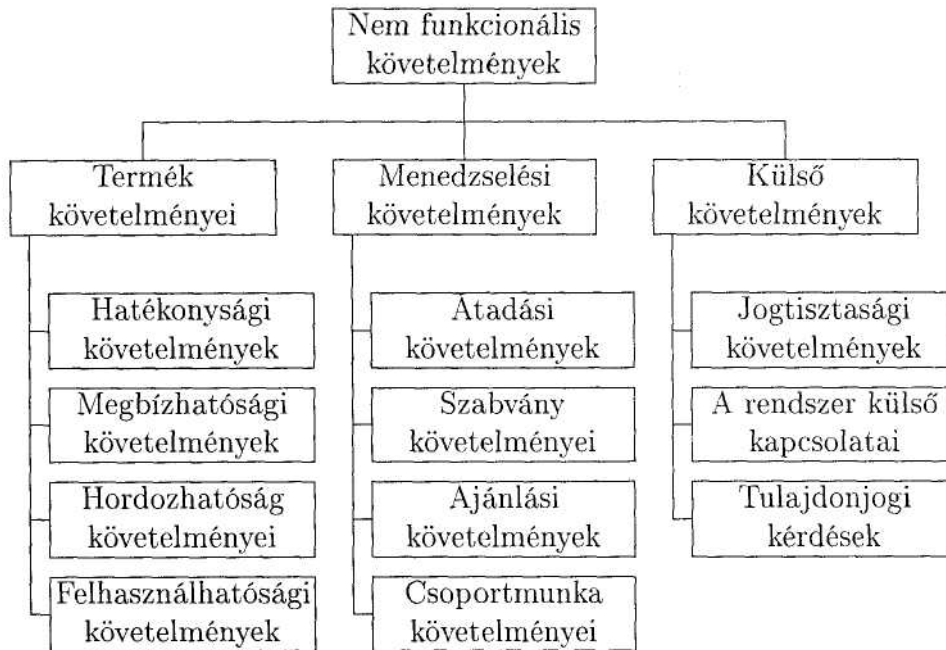 Nem funkcionális
követelmények
Termék
követelményei
Menedzselési
követelmények
Külső
követelmények
Hatékonysági
követelmények
Megbízhatósági
követelmények
Hordozhatóság
követelményei
Felhasználhatósági
követelmények
Átadási
követelmények
Szabvány
követelményei
Ajánlási
követelmények
Csoportmunka
követelményei
Jogtisztasági
követelmények
A rendszer külső
kapcsolatai
Tulajdonjogi
kérdések